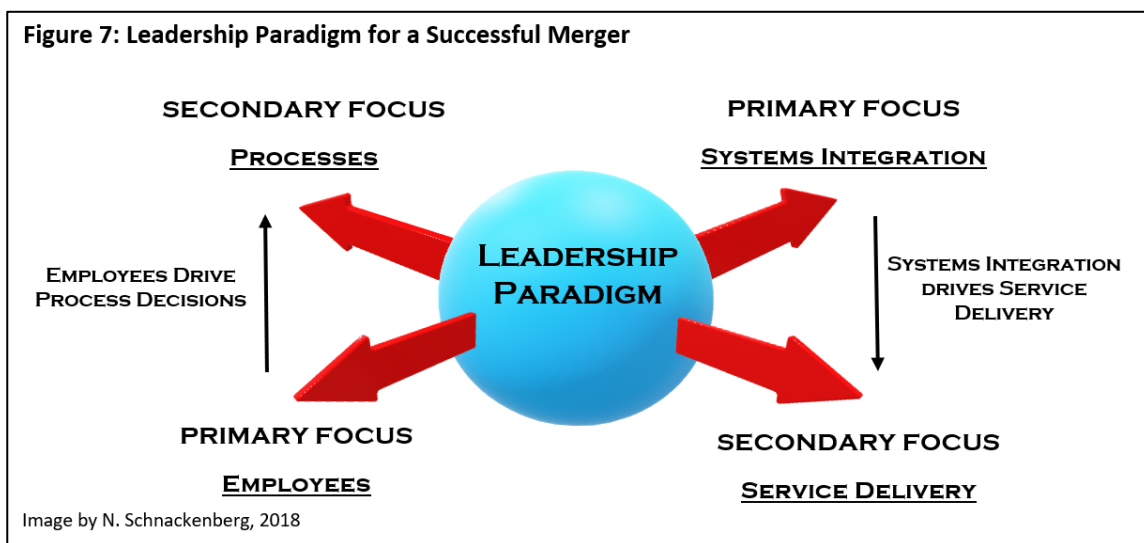 Figure 7: Leadership Paradigm for a Successful Merger
SECONDARY FOCUS
PROCESSES
PRIMARY FOCUS
SYSTEMS INTEGRATION
LEADERSHIP
PARADIGM
EMPLOYEES DRIVE
PROCESS DECISIONS
SYSTEMS INTEGRATION
DRIVES SERVICE
DELIVERY
PRIMARY FOCUS
EMPLOYEES
SECONDARY FOCUS
SERVICE DELIVERY
Image by N. Schnackenberg, 2018